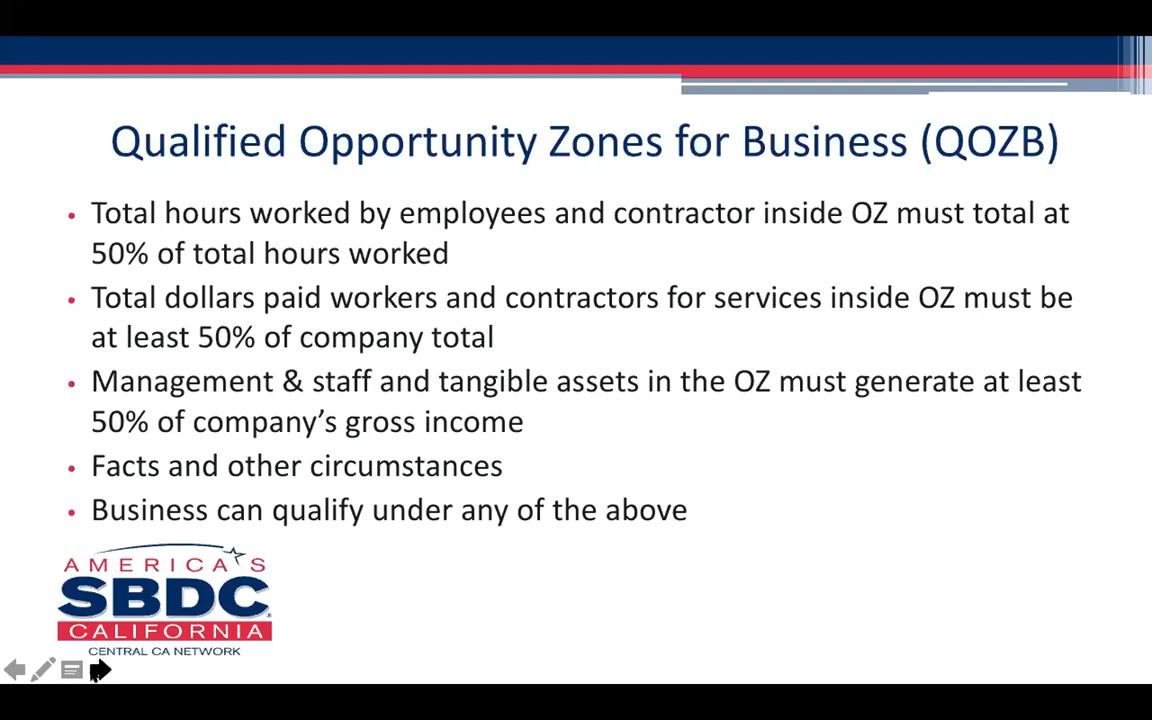 Qualified Opportunity Zones for Business (QOZB)
• Total hours worked by employees and contractor inside OZ must total at
50% of total hours worked
• Total dollars paid workers and contractors for services inside OZ must be
at least 50% of company total
• Management & staff and tangible assets in the OZ must generate at least
50% of company’s gross income
• Facts and other circumstances
• Business can qualify under any of the above
AMERICA'S
SBDC
CALIFORNIA
CENTRAL CA NETWORK